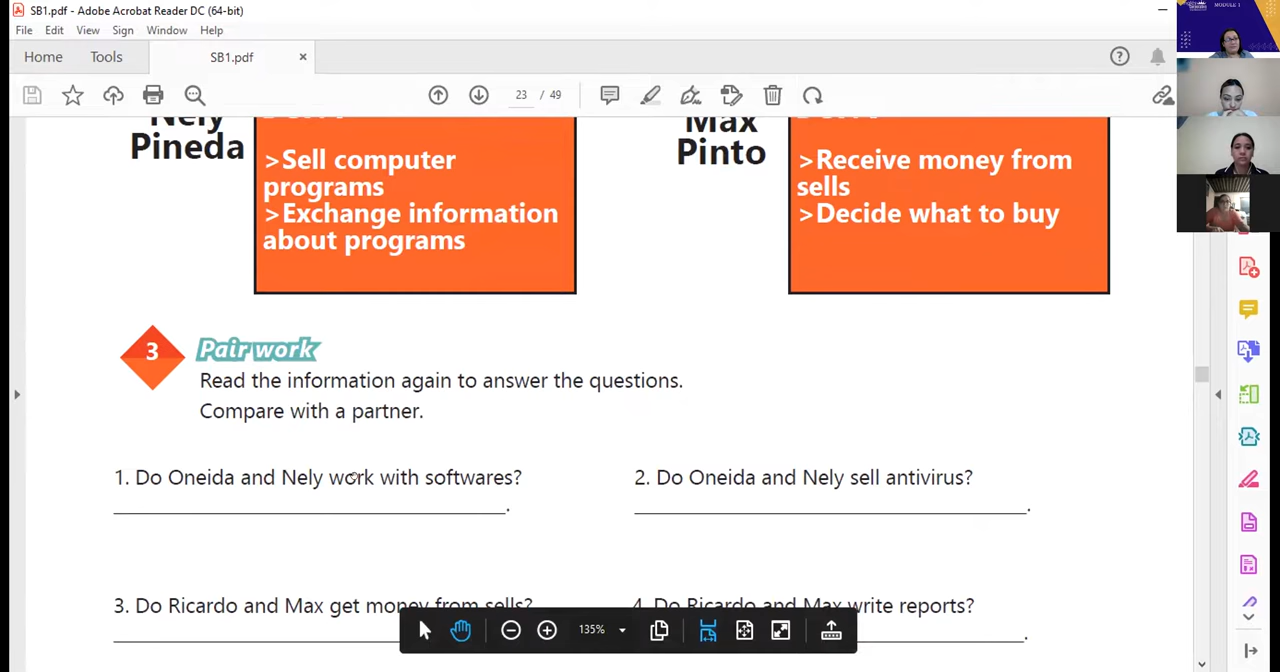 SB1.pdf - Adobe Acrobat Reader DC (64-bit)
File Edit View Sign Window Help
Home Tools SB1.pdf
23 / 49
MODULE 1
Nely
Pineda
>Sell computer
programs
>Exchange information
about programs
Max
Pinto
>Receive money from
sells
>Decide what to buy
3
Pair work
Read the information again to answer the questions.
Compare with a partner.
1. Do Oneida and Nely work with softwares?
2. Do Oneida and Nely sell antivirus?
3. Do Ricardo and Max get money from sells?
4. Do Ricardo and Max write reports?
135%